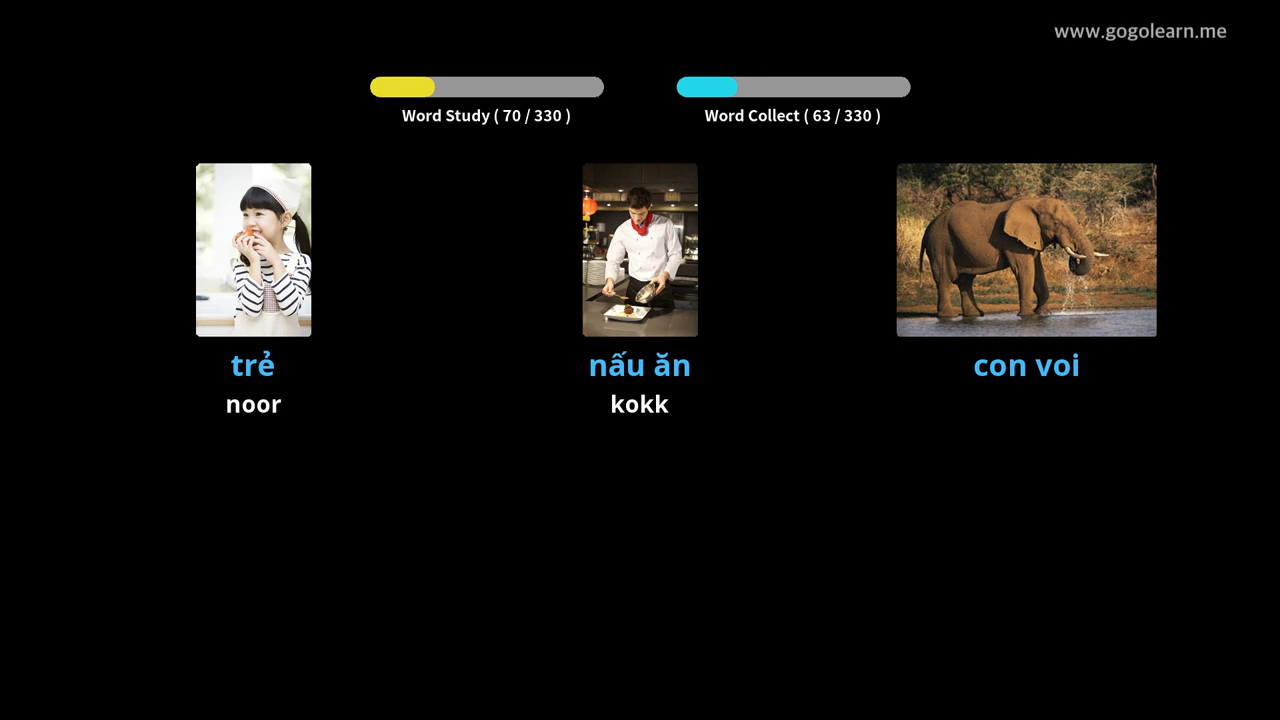 www.gogolearn.me
Word Study ( 70 / 330 )
Word Collect ( 63 / 330 )
trẻ
noor
nấu ăn
kokk
con voi